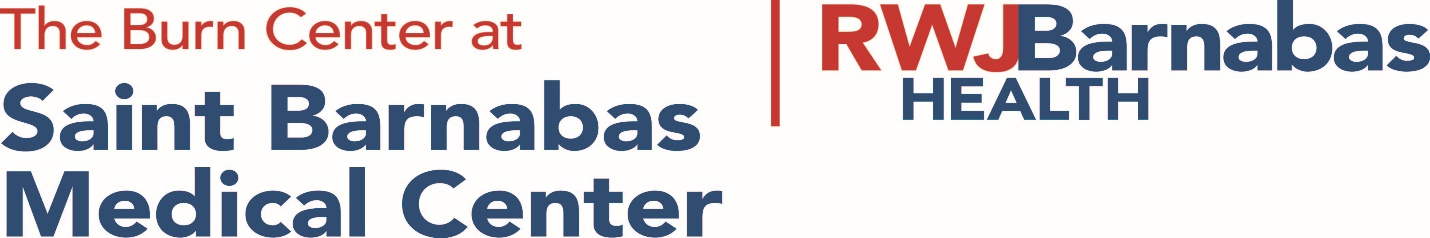 The Burn Center at
Saint Barnabas
Medical Center
RWJBarnabas
HEALTH